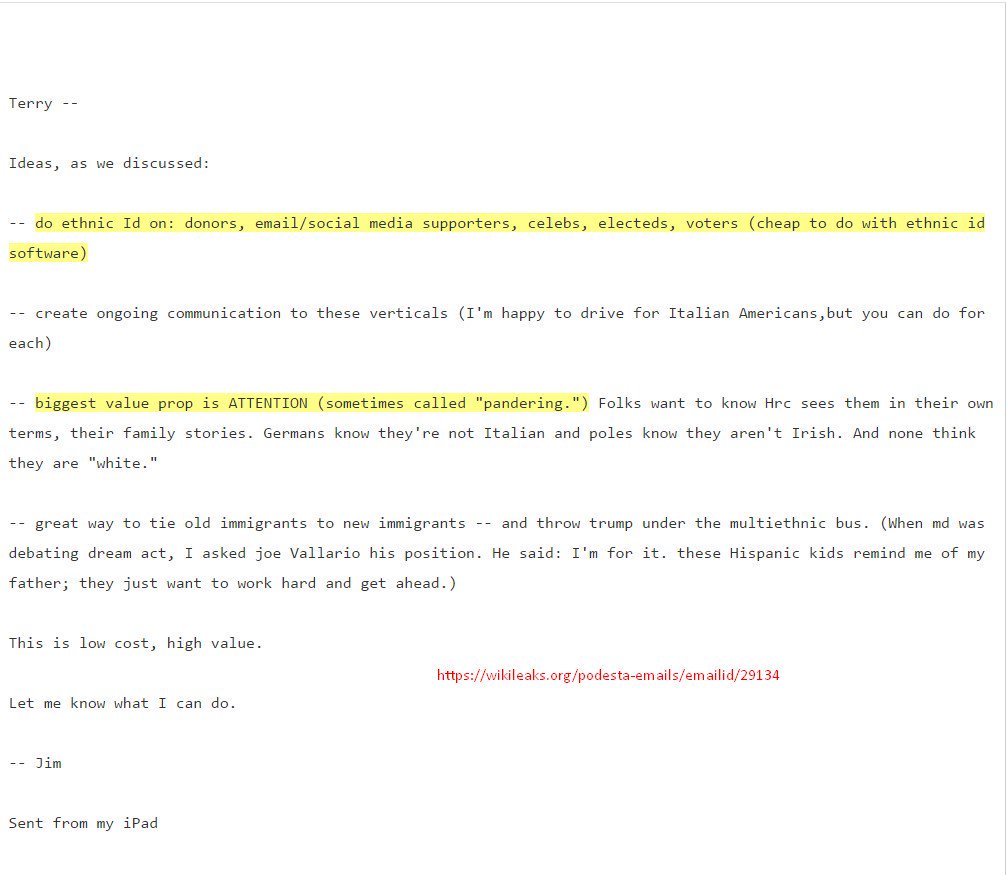 Terry --
Ideas, as we discussed:
-- do ethnic Id on: donors, email/social media supporters, celebs, electeds, voters (cheap to do with ethnic id
software)
-- create ongoing communication to these verticals (I'm happy to drive for Italian Americans,but you can do for
each)
-- biggest value prop is ATTENTION (sometimes called "pandering.") Folks want to know Hrc sees them in their own
terms, their family stories. Germans know they're not Italian and poles know they aren't Irish. And none think
they are "white."
-- great way to tie old immigrants to new immigrants -- and throw trump under the multiethnic bus. (When md was
debating dream act, I asked joe Vallario his position. He said: I'm for it. these Hispanic kids remind me of my
father; they just want to work hard and get ahead.)
This is low cost, high value.
https://wikileaks.org/podesta-emails/emailid/29134
Let me know what I can do.
-- Jim
Sent from my iPad